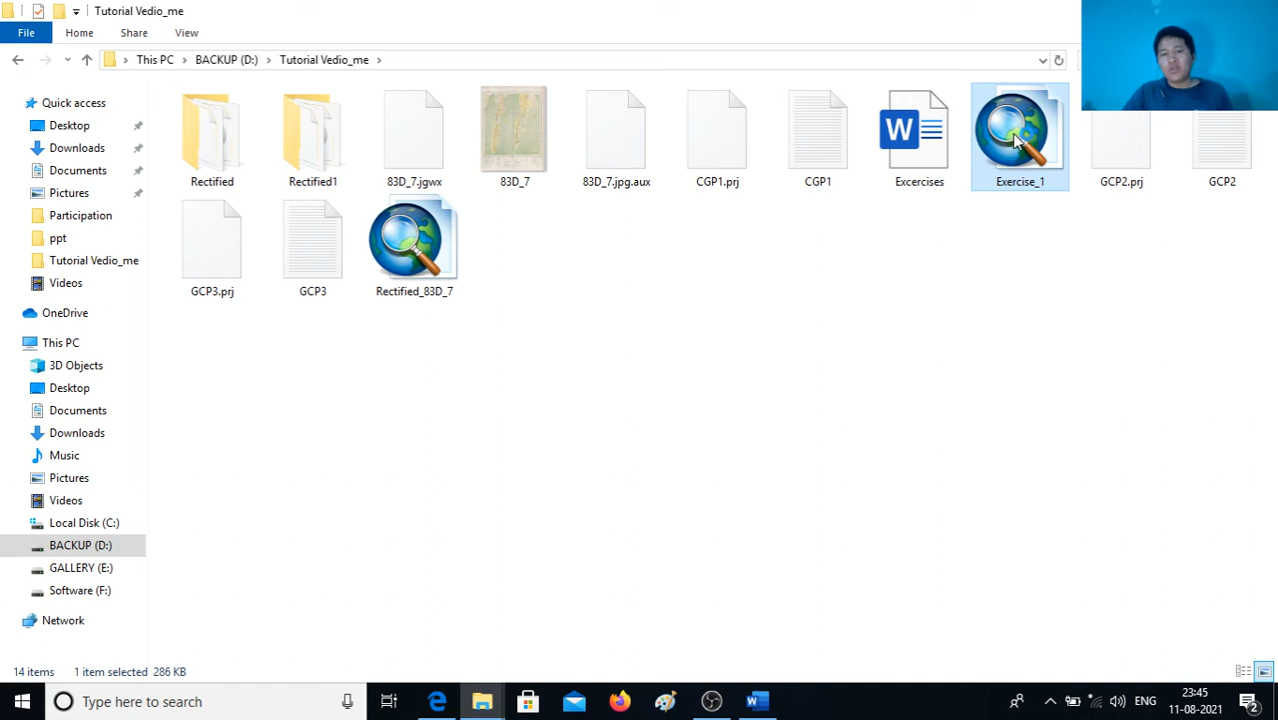 Tutorial Vedio_me
File
Home
Share
View
This PC
BACKUP (D:)
Tutorial Vedio_me
Quick access
Desktop
Downloads
Documents
Pictures
Participation
ppt
Tutorial Vedio_me
Videos
OneDrive
This PC
3D Objects
Desktop
Documents
Downloads
Music
Pictures
Videos
Local Disk (C:)
BACKUP (D:)
GALLERY (E:)
Software (F:)
Network
Rectified
Rectified1
83D_7.jgwx
83D_7
83D_7.jpg.aux
CGP1.prj
CGP1
W
Excercises
Exercise_1
GCP2.prj
GCP2
GCP3.prj
GCP3
Rectified_83D_7
14 items
1 item selected 286 KB
Type here to search
W
ENG
23:45
11-08-2021
2